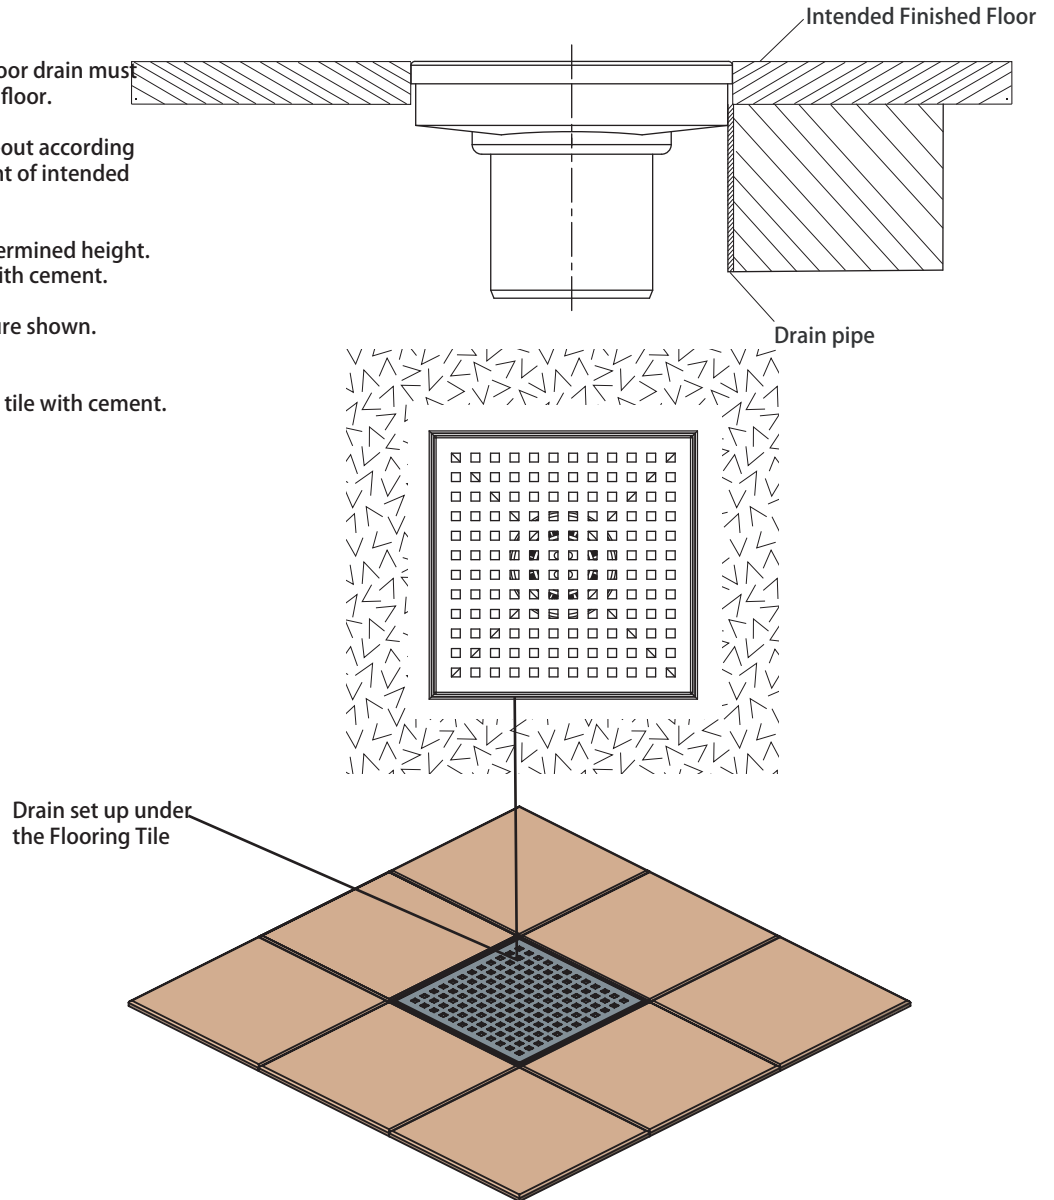 Intended Finished Floor
oor drain must
floor.
out according
nt of intended
ermined height.
ith cement.
ure shown.
Drain pipe
tile with cement.
Drain set up under
the Flooring Tile